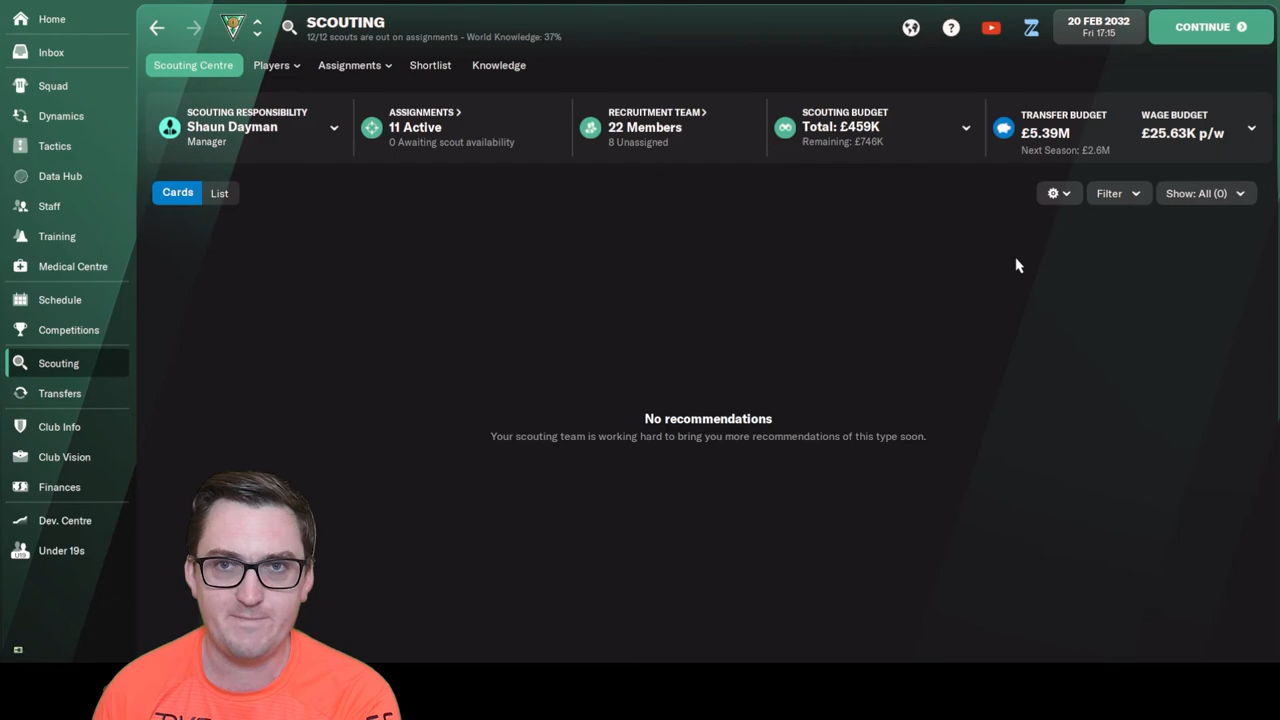 Home
Inbox
Squad
Dynamics
Tactics
Data Hub
Staff
Training
Medical Centre
Schedule
Competitions
Scouting
Transfers
Club Info
Club Vision
Finances
Dev. Centre
U19
Under 19s
SCOUTING
12/12 scouts are out on assignments - World Knowledge: 37%
?
20 FEB 2032
Fri 17:15
CONTINUE
Scouting Centre
Players
Assignments
Shortlist
Knowledge
SCOUTING RESPONSIBILITY
Shaun Dayman
Manager
ASSIGNMENTS >
11 Active
0 Awaiting scout availability
RECRUITMENT TEAM >
22 Members
8 Unassigned
SCOUTING BUDGET
Total: £459K
Remaining: £746K
TRANSFER BUDGET
£5.39M
Next Season: £2.6M
WAGE BUDGET
£25.63K p/w
Cards
List
Filter
Show: All (0)
No recommendations
Your scouting team is working hard to bring you more recommendations of this type soon.